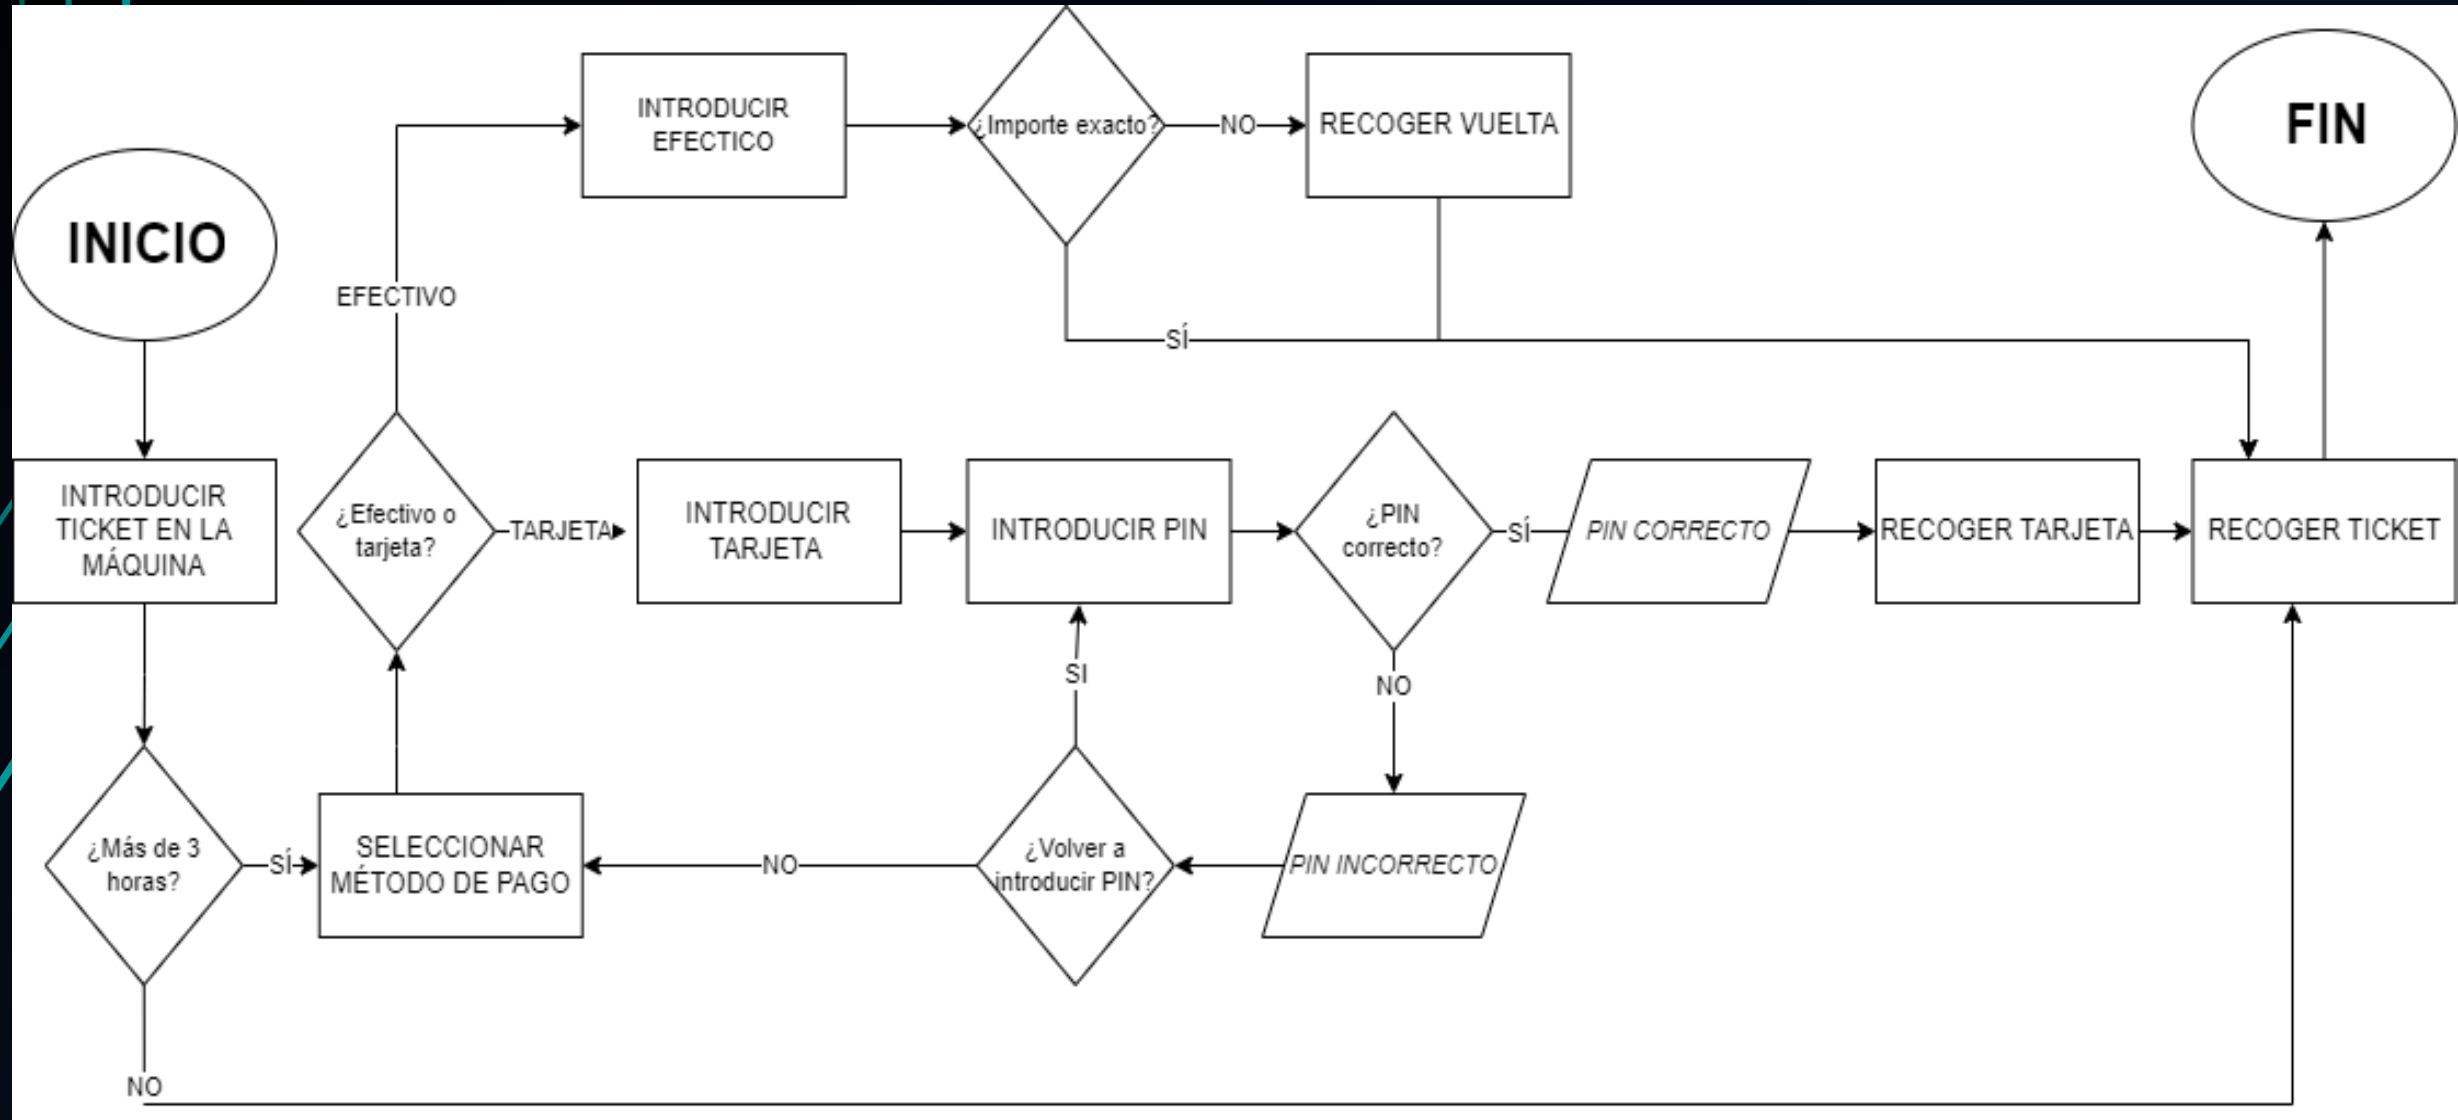 INICIO
INTRODUCIR
TICKET EN LA
MÁQUINA
¿Más de 3
horas?
SÍ
NO
SELECCIONAR
MÉTODO DE PAGO
¿Efectivo o
tarjeta?
EFECTIVO
INTRODUCIR
EFECTICO
¿Importe exacto?
NO
RECOGER VUELTA
SÍ
TARJETA
INTRODUCIR
TARJETA
INTRODUCIR PIN
¿PIN
correcto?
SÍ
PIN CORRECTO
RECOGER TARJETA
RECOGER TICKET
FIN
NO
PIN INCORRECTO
¿Volver a
introducir PIN?
SI
NO